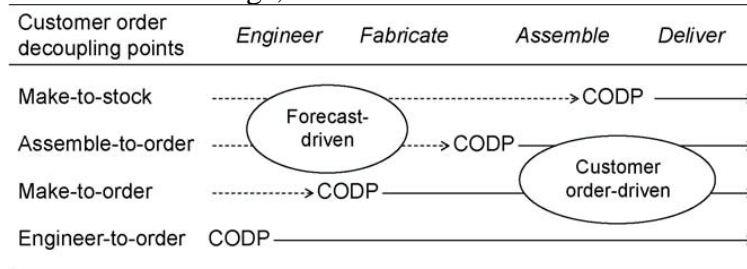 Customer order
decoupling points Engineer Fabricate Assemble Deliver
Make-to-stock CODP
Forecast-
driven
Assemble-to-order CODP
Customer
order-driven
Make-to-order CODP
Engineer-to-order CODP